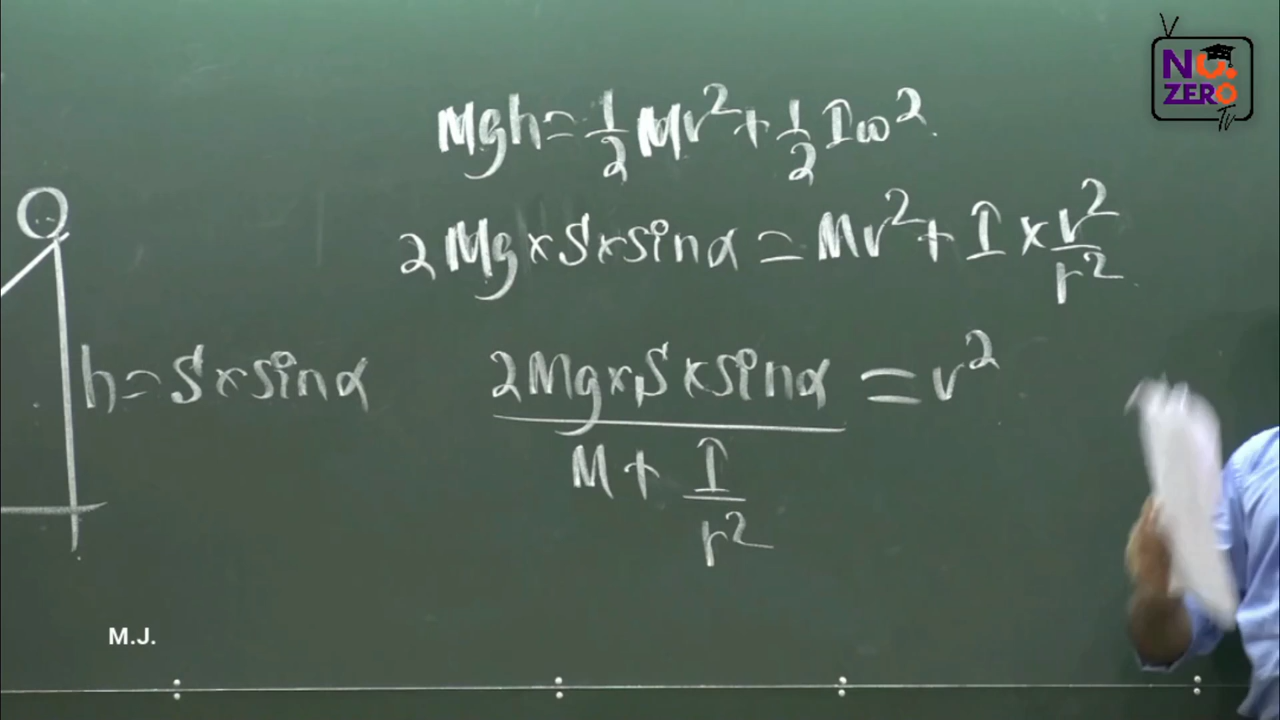 NO.
ZERO
Tv
Mgh = 1/2 Mv² + 1/2 Iω²
2Mg × S × sinα = Mv² + I × v²/r²
h = S × sinα
2Mg × S × sinα / (M + I/r²) = v²
M.J.